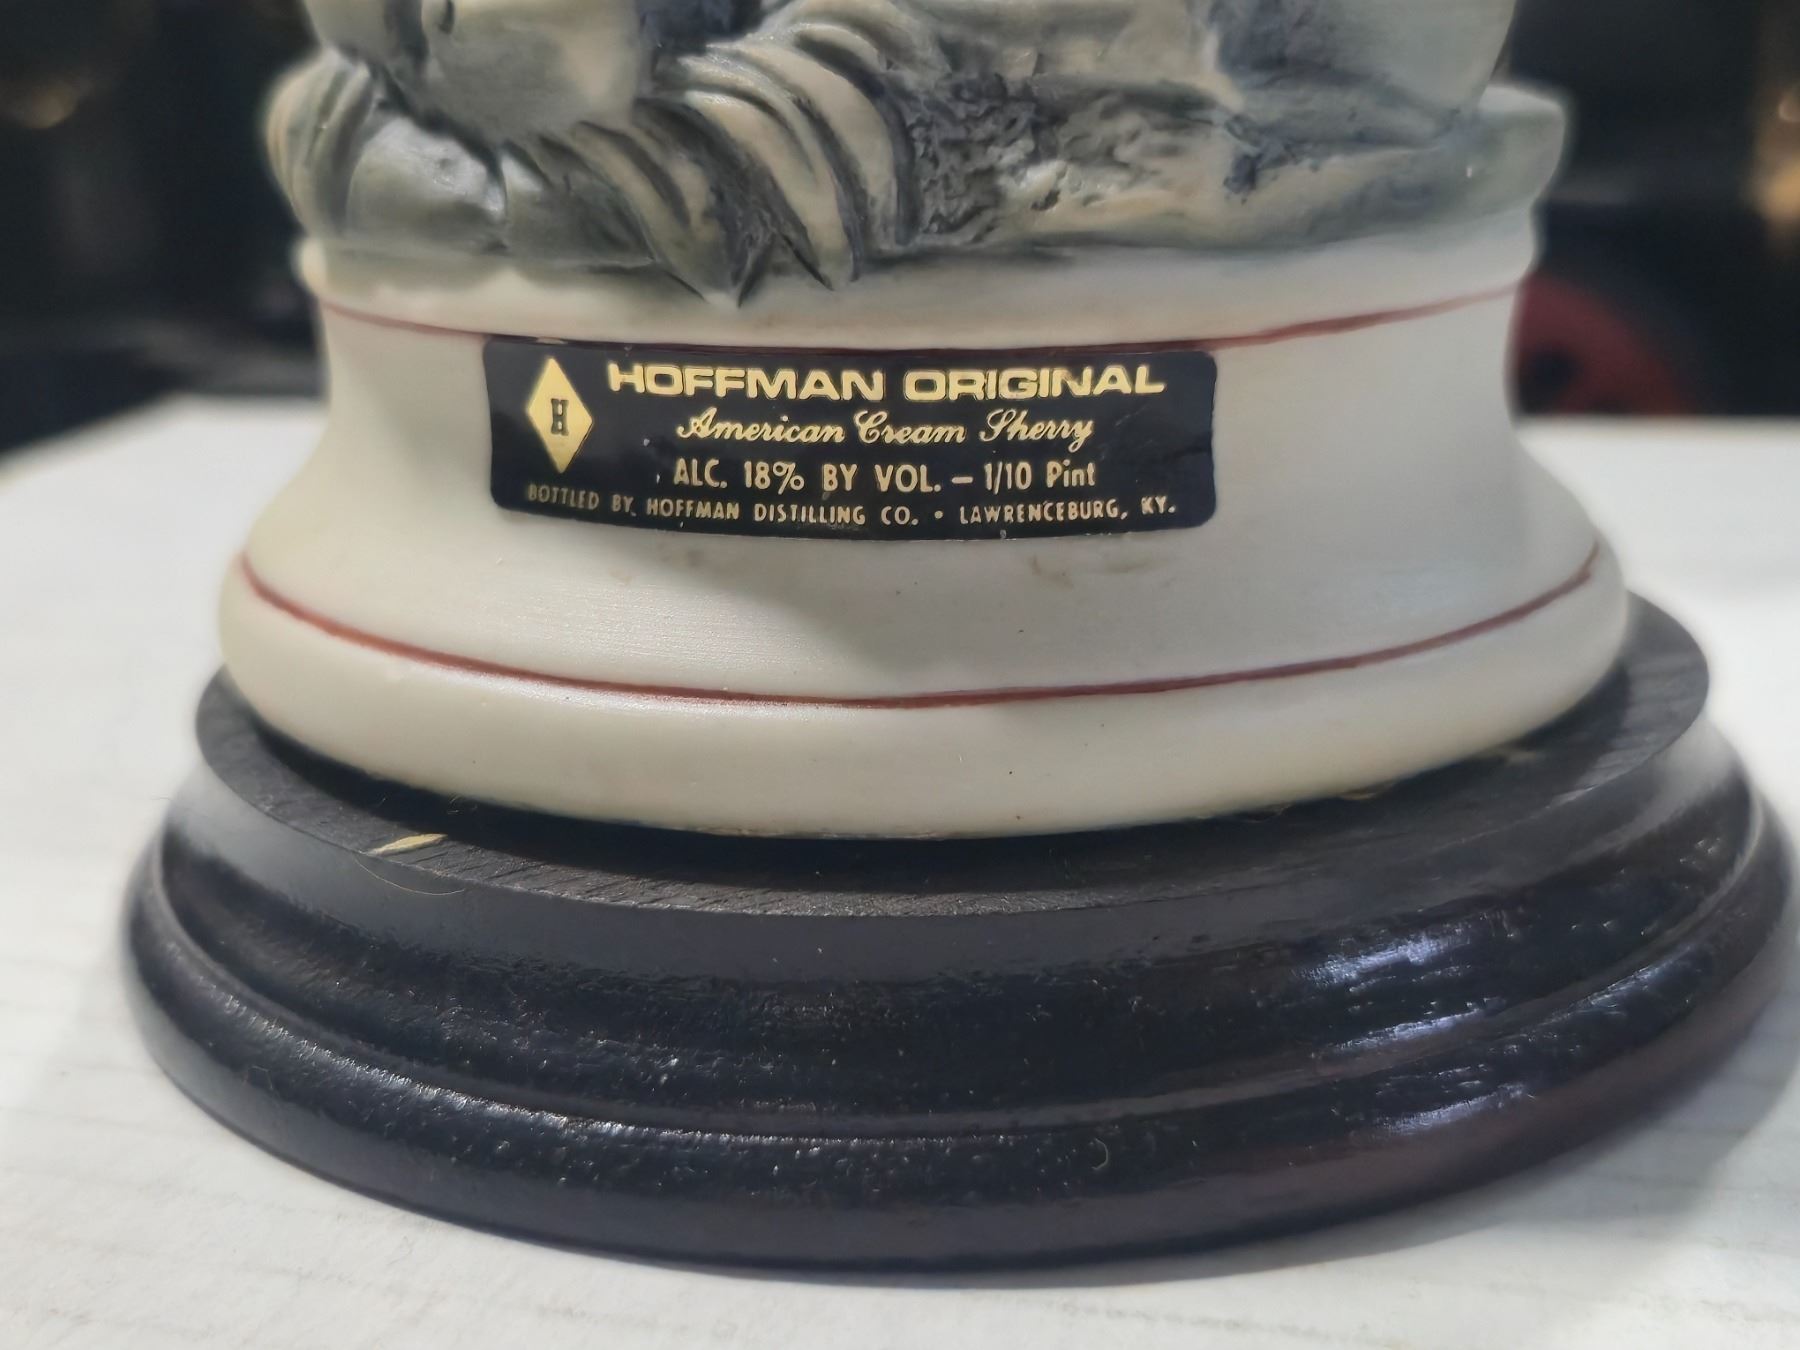 H
HOFFMAN ORIGINAL
American Cream Sherry
ALC. 18% BY VOL. – 1/10 Pint
BOTTLED BY HOFFMAN DISTILLING CO. • LAWRENCEBURG, KY.